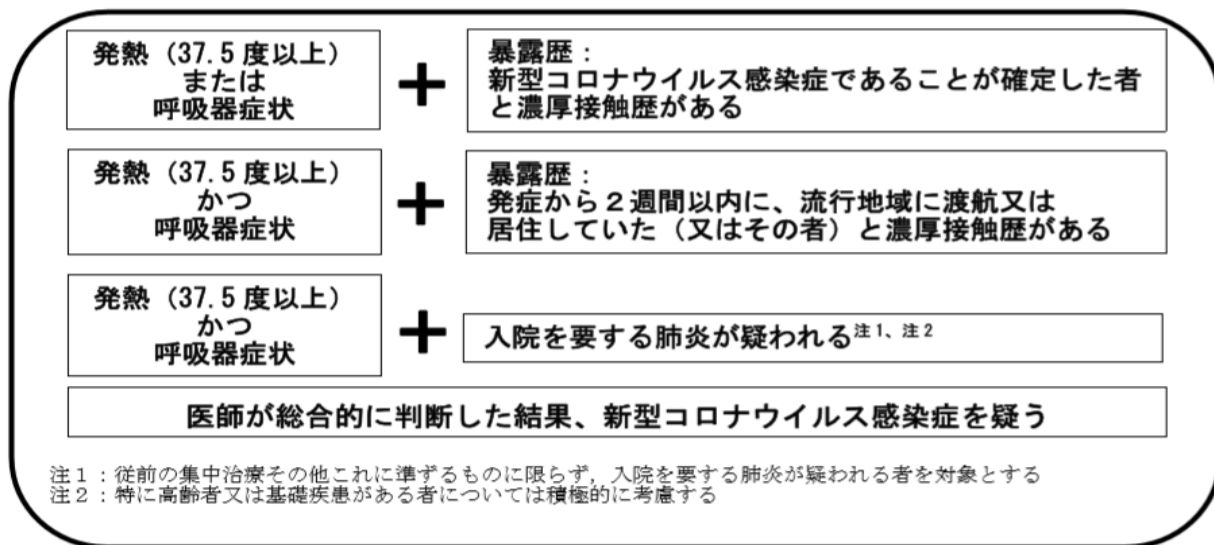 発熱（37.5度以上）
または
呼吸器症状
＋
暴露歴：
新型コロナウイルス感染症であることが確定した者
と濃厚接触歴がある
発熱（37.5度以上）
かつ
呼吸器症状
＋
暴露歴：
発症から２週間以内に、流行地域に渡航又は
居住していた（又はその者）と濃厚接触歴がある
発熱（37.5度以上）
かつ
呼吸器症状
＋
入院を要する肺炎が疑われる注1、注2
医師が総合的に判断した結果、新型コロナウイルス感染症を疑う
注１：従前の集中治療その他これに準ずるものに限らず，入院を要する肺炎が疑われる者を対象とする
注２：特に高齢者又は基礎疾患がある者については積極的に考慮する